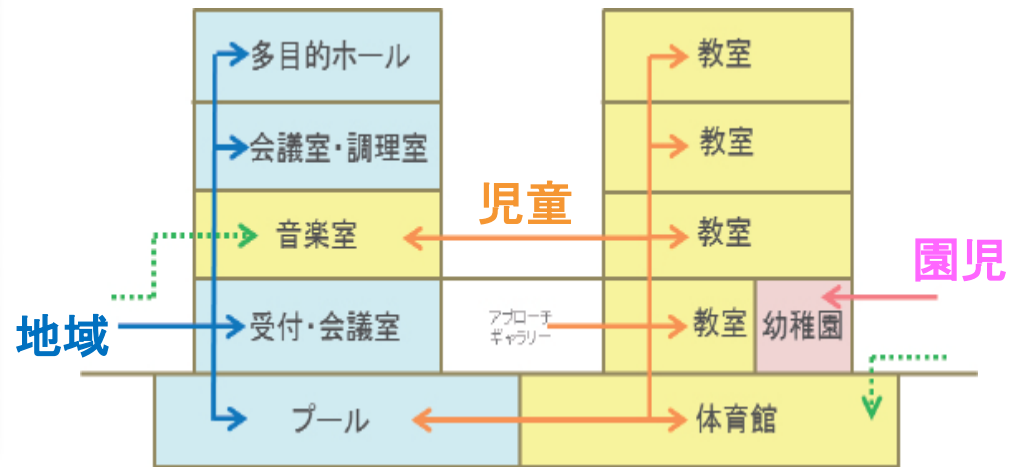 多目的ホール
教室
会議室・調理室
教室
児童
音楽室
教室
園児
地域
受付・会議室
アプローチ
ギャラリー
教室
幼稚園
プール
体育館